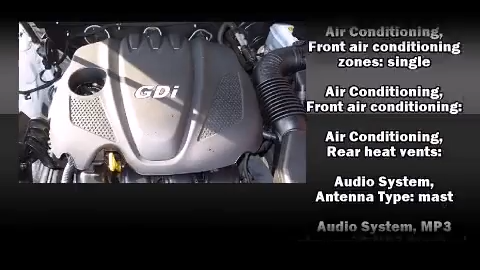 GDi
Air Conditioning,
Front air conditioning
zones: single
Air Conditioning,
Front air conditioning:
Air Conditioning,
Rear heat vents:
Audio System,
Antenna Type: mast
Audio System, MP3